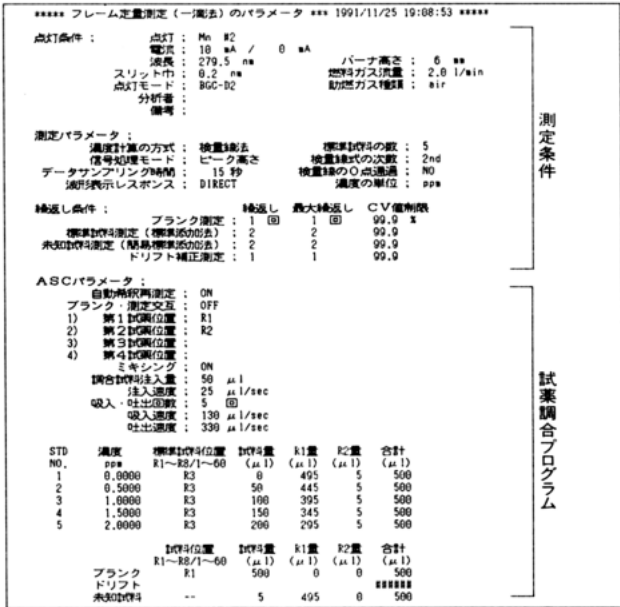 ***** フレーム定量測定 (一滴法) のパラメータ *** 1991/11/25 19:08:53 *****
点灯条件 : 点灯 : Mn #2
電流 : 10 mA / 0 mA
波長 : 279.5 nm バーナ高さ : 6 mm
スリット巾 : 0.2 nm 燃料ガス流量 : 2.0 l/min
点灯モード : BGC-D2 助燃ガス種類 : air
分析者 :
備考 :
測定パラメータ :
濃度計算の方式 : 検量線法 標準試料の数 : 5
信号処理モード : ピーク高さ 検量線式の次数 : 2nd
データサンプリング時間 : 15 秒 検量線の0点通過 : NO
波形表示レスポンス : DIRECT 濃度の単位 : ppm
繰返し条件 : 繰返し 最大繰返し CV値制限
ブランク測定 : 1 回 1 回 99.9 %
標準試料測定 (標準添加法) : 2 2 99.9
未知試料測定 (簡易標準添加法) : 2 2 99.9
ドリフト補正測定 : 1 1 99.9
測定条件
ASCパラメータ :
自動希釈再測定 : ON
ブランク・測定交互 : OFF
1) 第1試薬位置 : R1
2) 第2試薬位置 : R2
3) 第3試薬位置 :
4) 第4試薬位置 :
ミキシング : ON
調合試料注入量 : 50 μl
注入速度 : 25 μl/sec
吸入・吐出回数 : 5 回
吸入速度 : 130 μl/sec
吐出速度 : 330 μl/sec
STD 濃度 標準試料位置 試料量 R1量 R2量 合計
NO. ppm R1~R8/1~60 (μl) (μl) (μl) (μl)
1 0.0000 R3 0 495 5 500
2 0.5000 R3 50 445 5 500
3 1.0000 R3 100 395 5 500
4 1.5000 R3 150 345 5 500
5 2.0000 R3 200 295 5 500
試料位置 試料量 R1量 R2量 合計
R1~R8/1~60 (μl) (μl) (μl) (μl)
ブランク R1 500 0 0 500
ドリフト ######
未知試料 -- 5 495 0 500
試薬調合プログラム